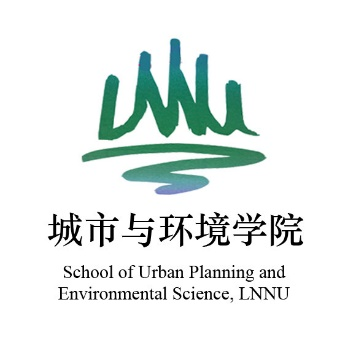 LNNU
城市与环境学院
School of Urban Planning and
Environmental Science, LNNU